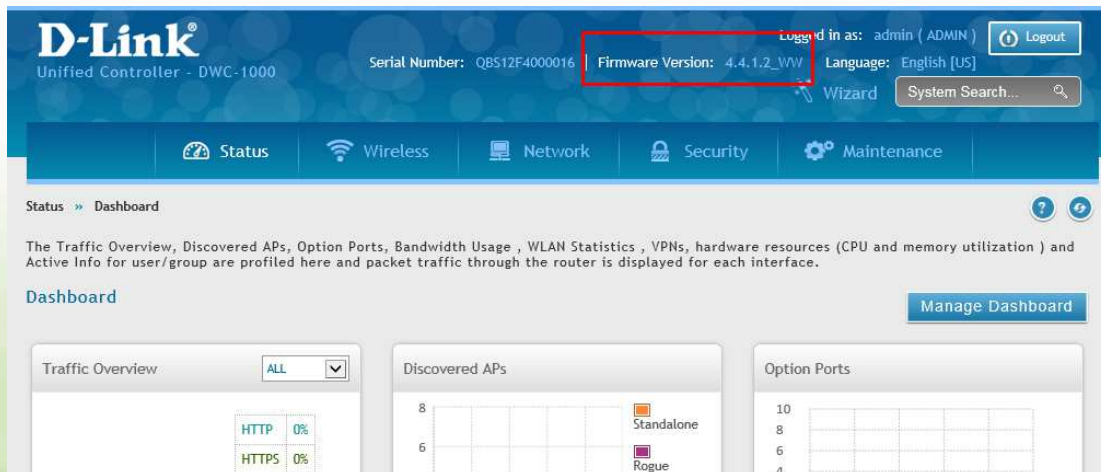 D-Link®
Unified Controller - DWC-1000
Logged in as: admin ( ADMIN ) Logout
Serial Number: QBS12F4000016 | Firmware Version: 4.4.1.2_WW Language: English [US]
Wizard System Search...
Status Wireless Network Security Maintenance
Status » Dashboard
The Traffic Overview, Discovered APs, Option Ports, Bandwidth Usage , WLAN Statistics , VPNs, hardware resources (CPU and memory utilization ) and
Active Info for user/group are profiled here and packet traffic through the router is displayed for each interface.
Dashboard
Manage Dashboard
Traffic Overview ALL
HTTP 0%
HTTPS 0%
Discovered APs
8
6
Standalone
Rogue
Option Ports
10
8
6
4